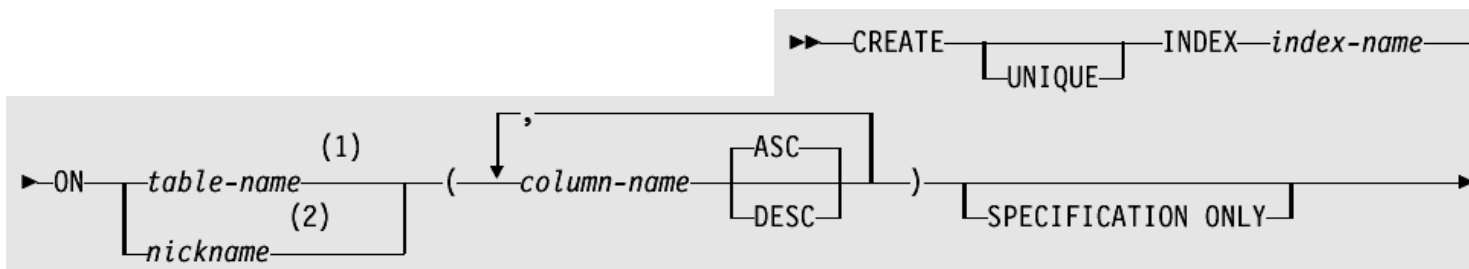 CREATE INDEX index-name
UNIQUE
,
(1) ASC
ON table-name ( column-name )
(2) DESC SPECIFICATION ONLY
nickname